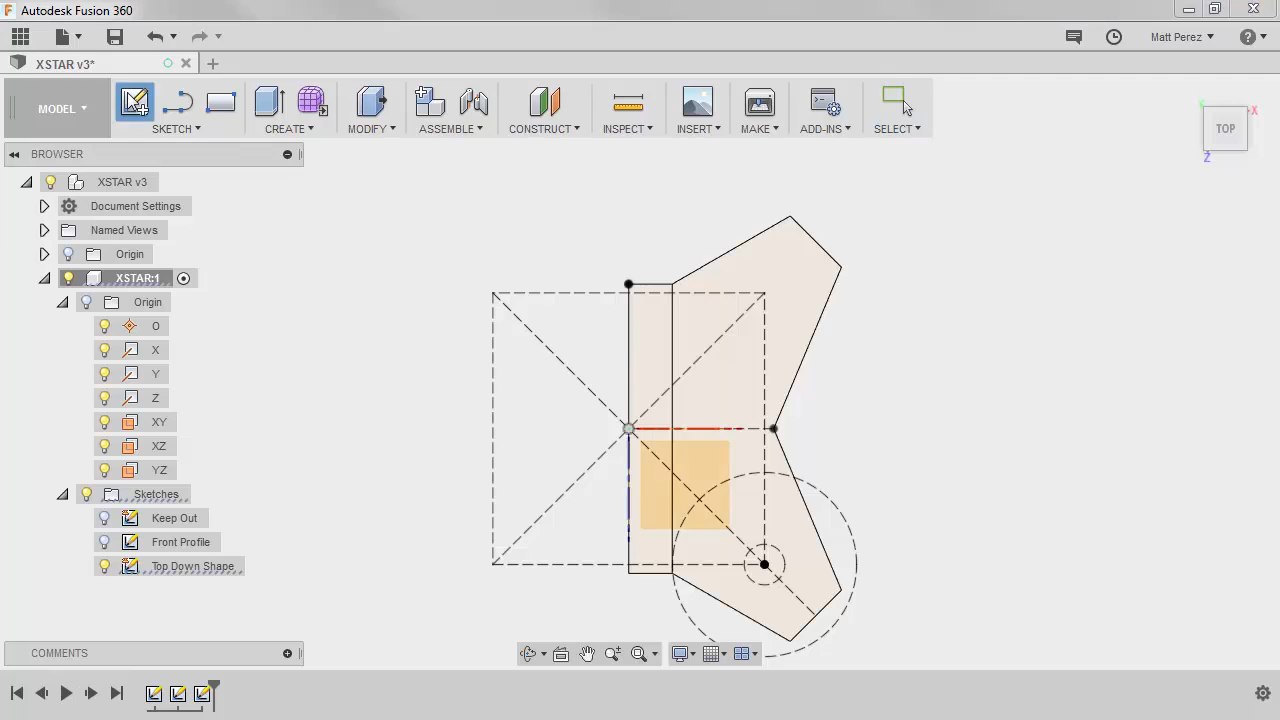 Autodesk Fusion 360
Matt Perez
XSTAR v3*
MODEL
SKETCH
CREATE
MODIFY
ASSEMBLE
CONSTRUCT
INSPECT
INSERT
MAKE
ADD-INS
SELECT
TOP
X
Z
BROWSER
XSTAR v3
Document Settings
Named Views
Origin
XSTAR:1
Origin
O
X
Y
Z
XY
XZ
YZ
Sketches
Keep Out
Front Profile
Top Down Shape
COMMENTS